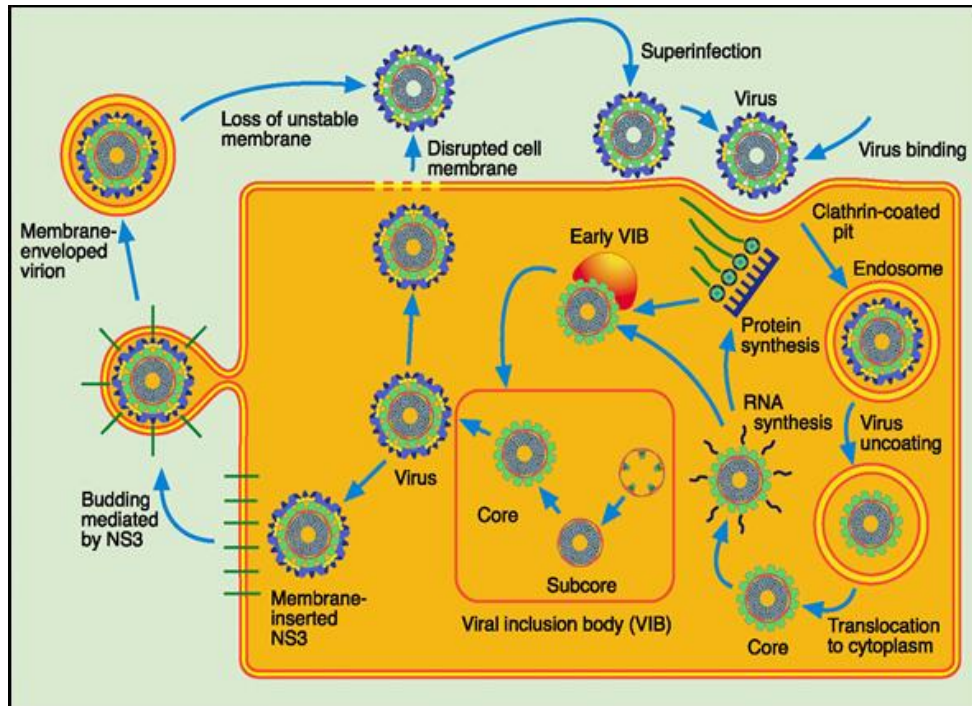 Superinfection
Virus
Loss of unstable
membrane
Disrupted cell
membrane
Virus binding
Membrane-
enveloped
virion
Early VIB
Clathrin-coated
pit
Endosome
Protein
synthesis
RNA
synthesis
Virus
uncoating
Virus
Core
Subcore
Budding
mediated
by NS3
Membrane-
inserted
NS3
Viral inclusion body (VIB)
Core
Translocation
to cytoplasm